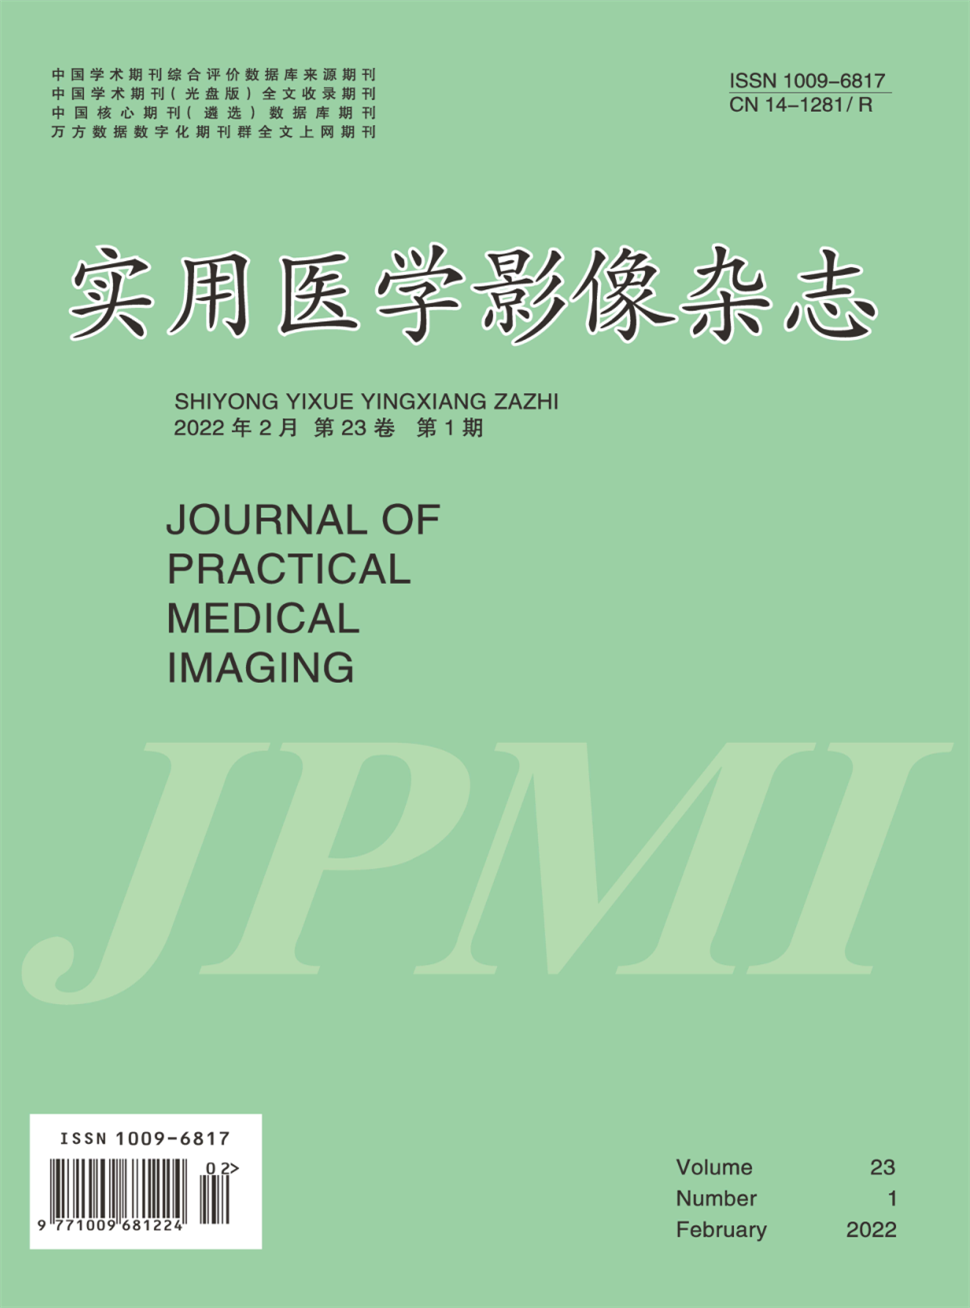 中国学术期刊综合评价数据库来源期刊
中国学术期刊(光盘版)全文收录期刊
中国核心期刊(遴选)数据库期刊
万方数据数字化期刊群全文上网期刊
ISSN 1009-6817
CN 14-1281/R
实用医学影像杂志
SHIYONG YIXUE YINGXIANG ZAZHI
2022年2月 第23卷 第1期
JOURNAL OF
PRACTICAL
MEDICAL
IMAGING
JPMI
ISSN 1009-6817
02>
9 771009 681224
Volume 23
Number 1
February 2022